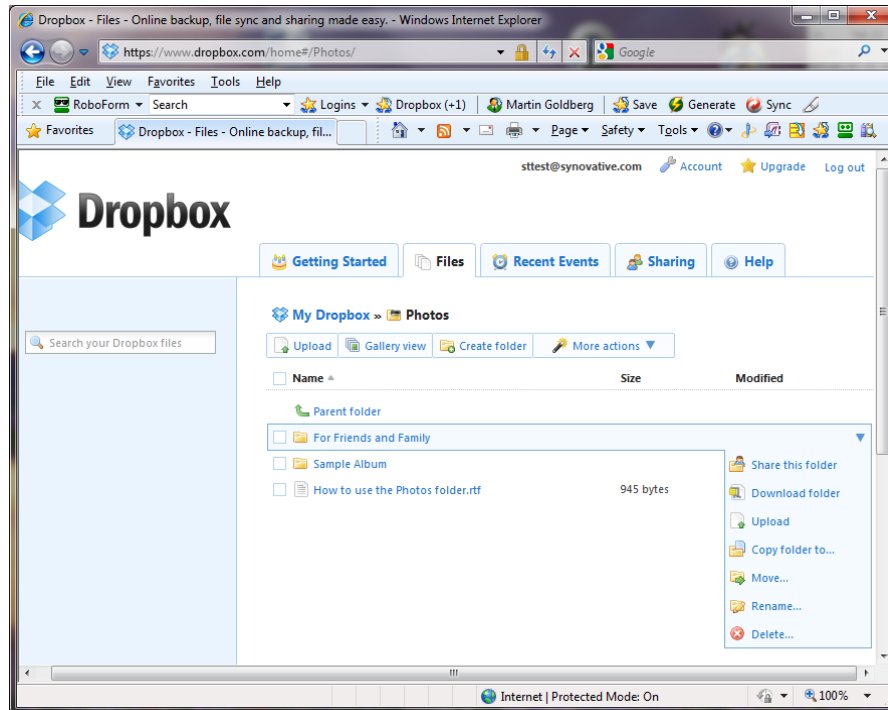 Dropbox - Files - Online backup, file sync and sharing made easy. - Windows Internet Explorer
https://www.dropbox.com/home#/Photos/ Google
File Edit View Favorites Tools Help
x RoboForm Search Logins Dropbox (+1) Martin Goldberg Save Generate Sync
Favorites Dropbox - Files - Online backup, fil... Page Safety Tools
sttest@synovative.com Account Upgrade Log out
Dropbox
Getting Started Files Recent Events Sharing Help
My Dropbox » Photos
Search your Dropbox files
Upload Gallery view Create folder More actions
Name Size Modified
Parent folder
For Friends and Family
Sample Album
How to use the Photos folder.rtf 945 bytes
Share this folder
Download folder
Upload
Copy folder to...
Move...
Rename...
Delete...
Internet | Protected Mode: On 100%